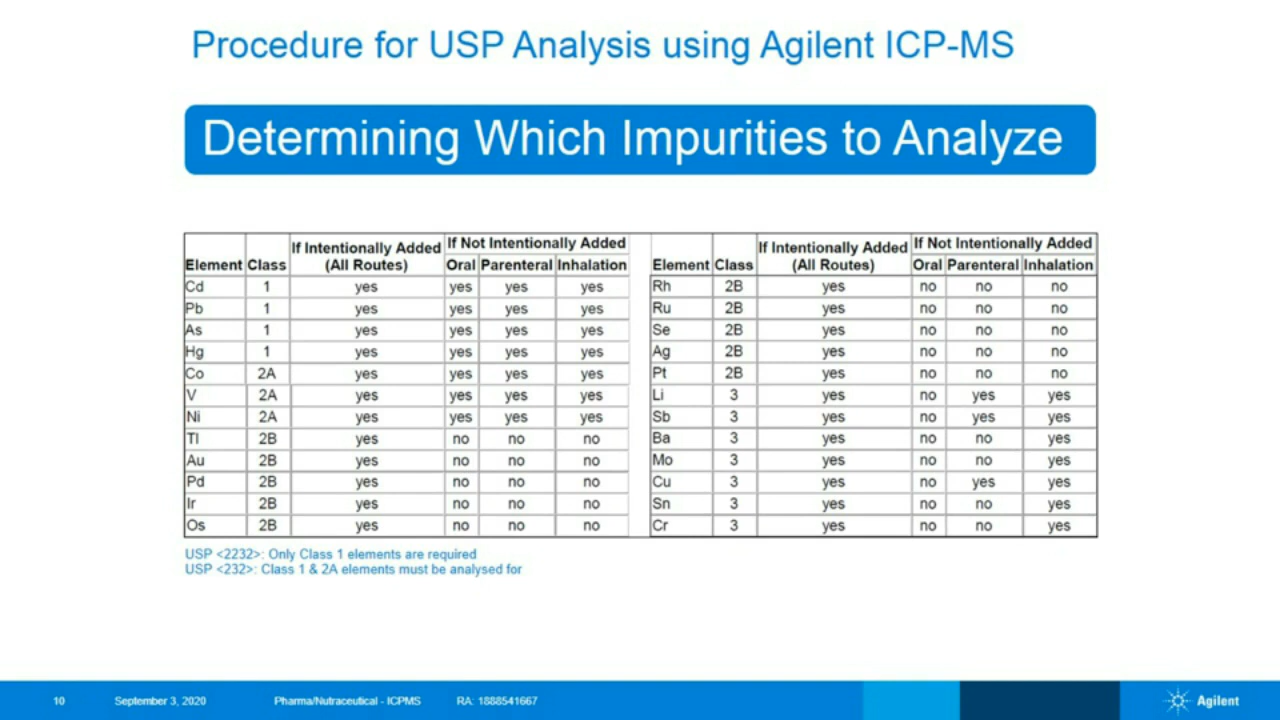 Procedure for USP Analysis using Agilent ICP-MS
Determining Which Impurities to Analyze
Element Class If Intentionally Added (All Routes) If Not Intentionally Added Oral Parenteral Inhalation Element Class If Intentionally Added (All Routes) If Not Intentionally Added Oral Parenteral Inhalation
Cd 1 yes yes yes yes Rh 2B yes no no no
Pb 1 yes yes yes yes Ru 2B yes no no no
As 1 yes yes yes yes Se 2B yes no no no
Hg 1 yes yes yes yes Ag 2B yes no no no
Co 2A yes yes yes yes Pt 2B yes no no no
V 2A yes yes yes yes Li 3 yes no yes yes
Ni 2A yes yes yes yes Sb 3 yes no yes yes
Tl 2B yes no no no Ba 3 yes no no yes
Au 2B yes no no no Mo 3 yes no no yes
Pd 2B yes no no no Cu 3 yes no yes yes
Ir 2B yes no no no Sn 3 yes no no yes
Os 2B yes no no no Cr 3 yes no no yes
USP <2232>: Only Class 1 elements are required
USP <232>: Class 1 & 2A elements must be analysed for
10 September 3, 2020 Pharma/Nutraceutical - ICPMS RA: 1888541667 Agilent